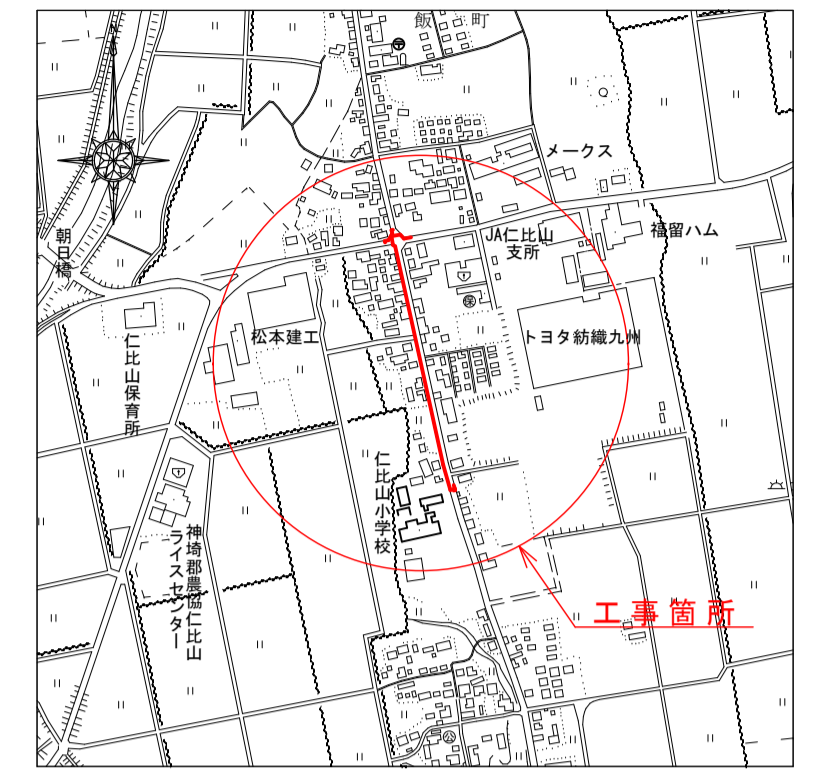 飯町
メークス
JA仁比山
支所
福留ハム
朝日橋
松本建工
トヨタ紡織九州
仁比山保育所
保
仁比山小学校
神埼郡農協仁比山
ライスセンター
工事箇所
公